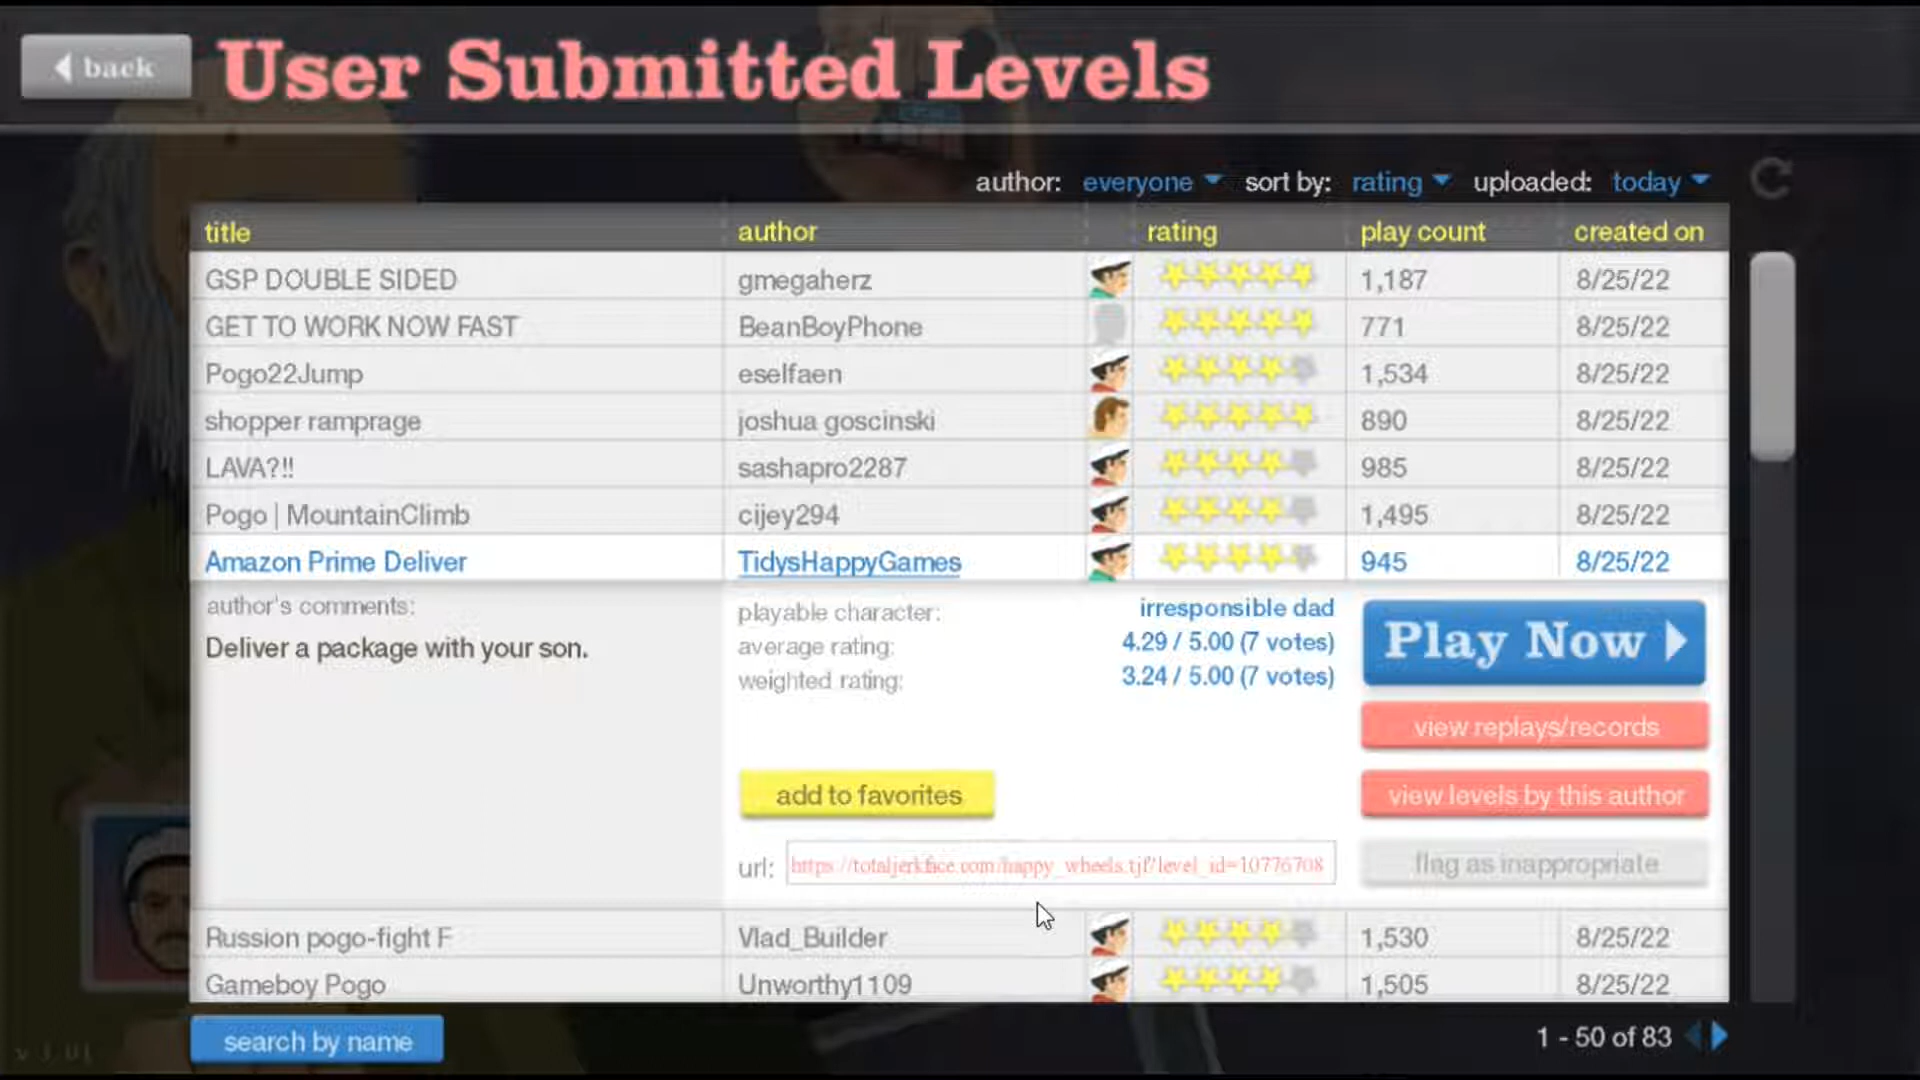 back
User Submitted Levels
author: everyone sort by: rating uploaded: today
title author rating play count created on
GSP DOUBLE SIDED gmegaherz 1,187 8/25/22
GET TO WORK NOW FAST BeanBoyPhone 771 8/25/22
Pogo22Jump eselfaen 1,534 8/25/22
shopper ramprage joshua goscinski 890 8/25/22
LAVA?!! sashapro2287 985 8/25/22
Pogo | MountainClimb cijey294 1,495 8/25/22
Amazon Prime Deliver TidysHappyGames 945 8/25/22
author's comments:
Deliver a package with your son.
playable character: irresponsible dad
average rating: 4.29 / 5.00 (7 votes)
weighted rating: 3.24 / 5.00 (7 votes)
Play Now
view replays/records
add to favorites
view levels by this author
url: https://totaljerkface.com/happy_wheels.tjf?level_id=10776708
flag as inappropriate
Russion pogo-fight F Vlad_Builder 1,530 8/25/22
Gameboy Pogo Unworthy1109 1,505 8/25/22
search by name
1 - 50 of 83